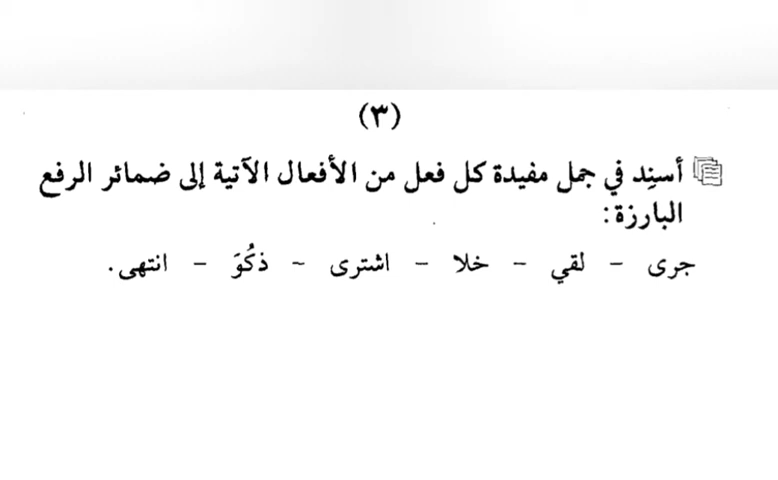 (٣)
أسنِد في جمل مفيدة كل فعل من الأفعال الآتية إلى ضمائر الرفع
البارزة:
جرى – لقي – خلا – اشترى ~ ذكُوَ – انتهى.